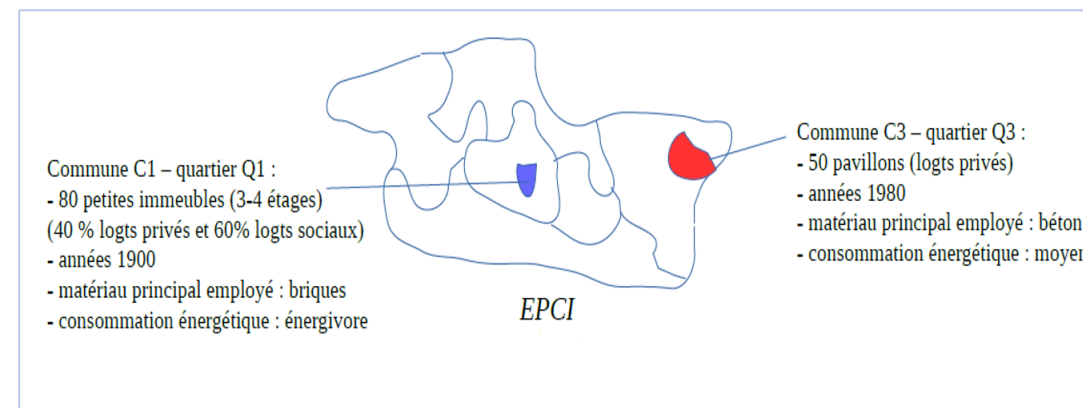 Commune C1 – quartier Q1 :
- 80 petites immeubles (3-4 étages)
(40 % logts privés et 60% logts sociaux)
- années 1900
- matériau principal employé : briques
- consommation énergétique : énergivore
EPCI
Commune C3 – quartier Q3 :
- 50 pavillons (logts privés)
- années 1980
- matériau principal employé : béton
- consommation énergétique :